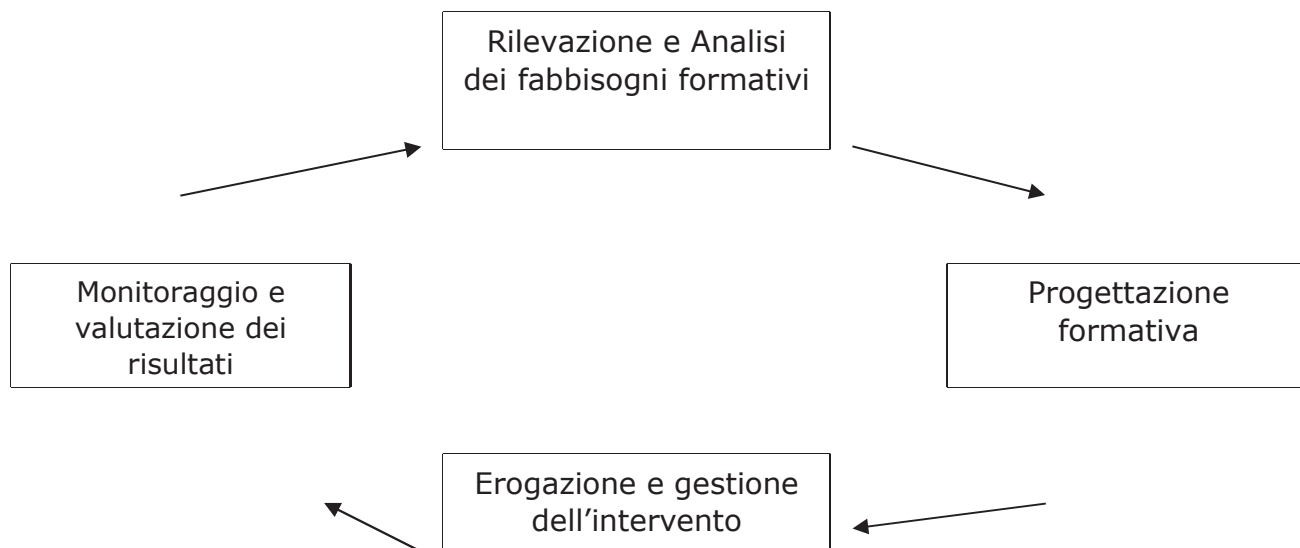 Rilevazione e Analisi
dei fabbisogni formativi
Monitoraggio e
valutazione dei
risultati
Progettazione
formativa
Erogazione e gestione
dell’intervento